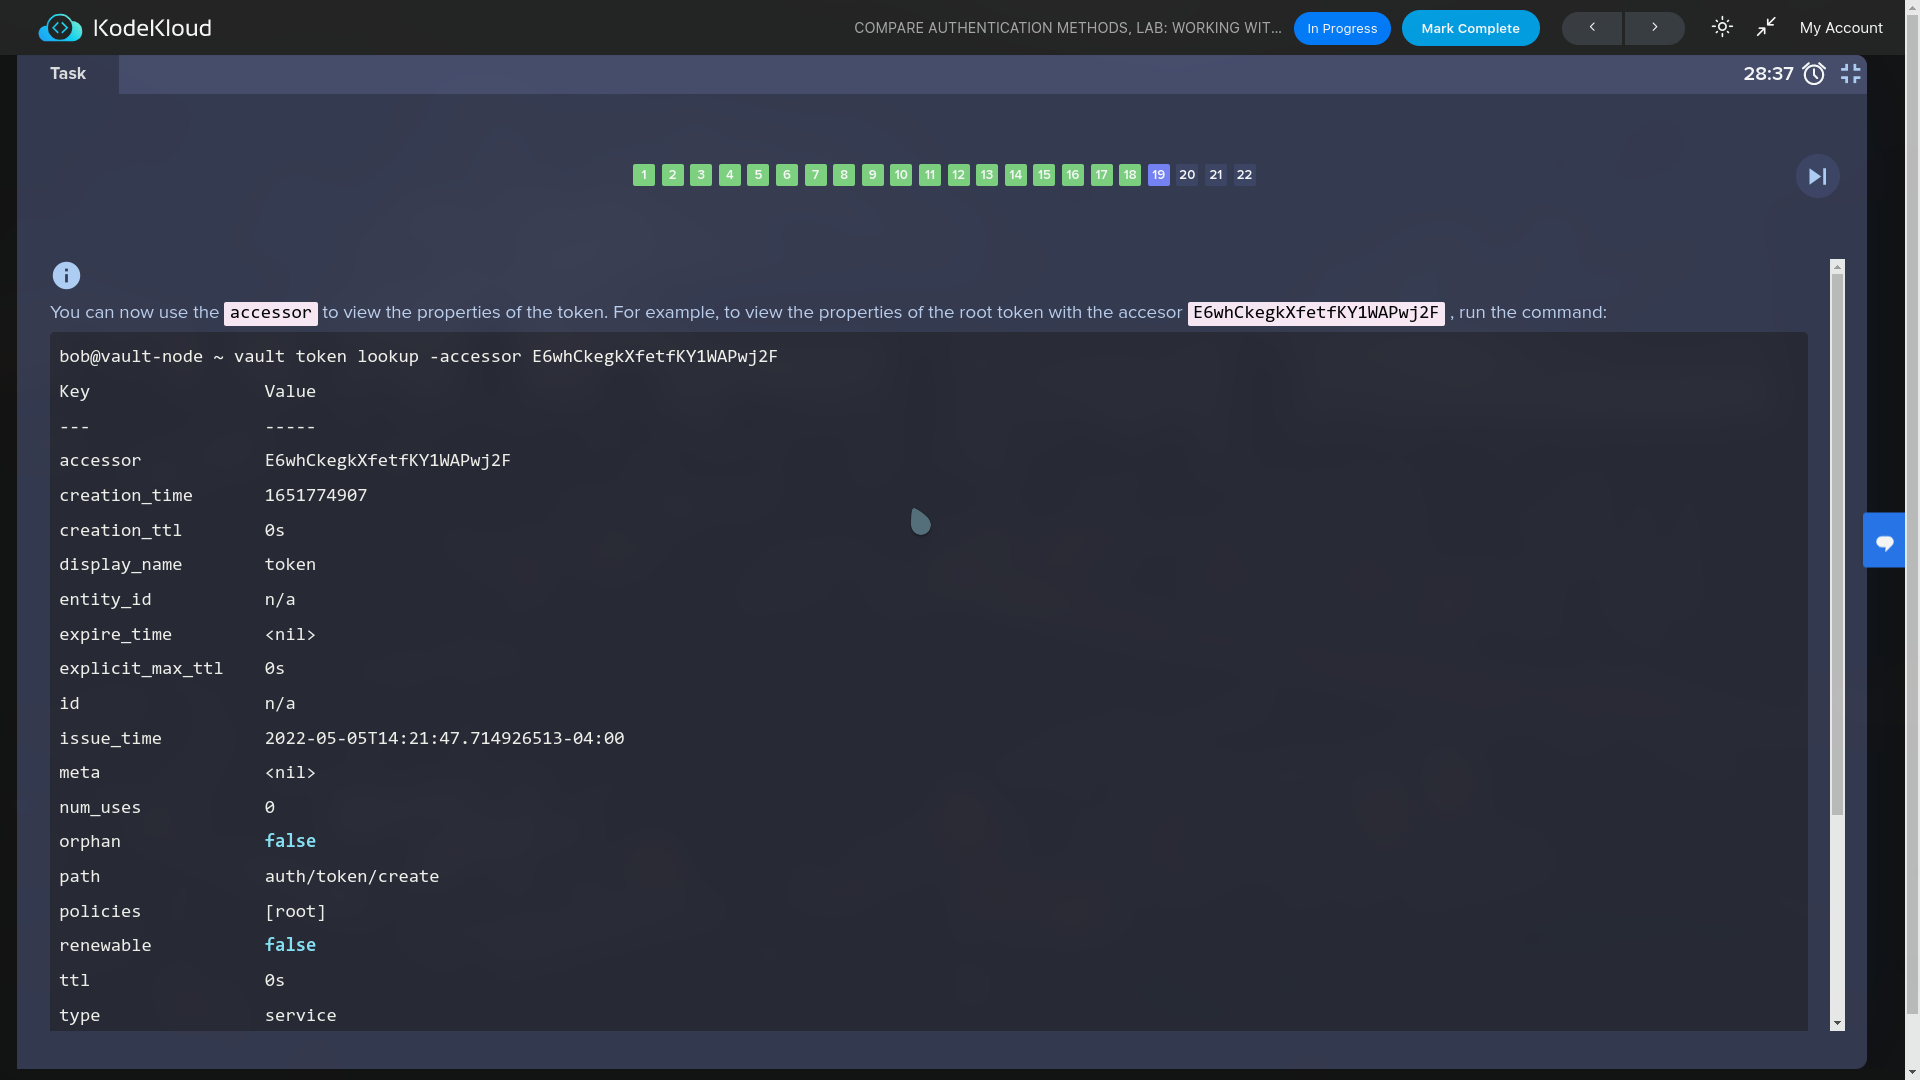 KodeKloud
COMPARE AUTHENTICATION METHODS, LAB: WORKING WIT...
In Progress
Mark Complete
My Account
Task
28:37
1 2 3 4 5 6 7 8 9 10 11 12 13 14 15 16 17 18 19 20 21 22
You can now use the accessor to view the properties of the token. For example, to view the properties of the root token with the accesor E6whCkegkXfetfKY1WAPwj2F , run the command:
bob@vault-node ~ vault token lookup -accessor E6whCkegkXfetfKY1WAPwj2F
Key Value
--- -----
accessor E6whCkegkXfetfKY1WAPwj2F
creation_time 1651774907
creation_ttl 0s
display_name token
entity_id n/a
expire_time <nil>
explicit_max_ttl 0s
id n/a
issue_time 2022-05-05T14:21:47.714926513-04:00
meta <nil>
num_uses 0
orphan false
path auth/token/create
policies [root]
renewable false
ttl 0s
type service